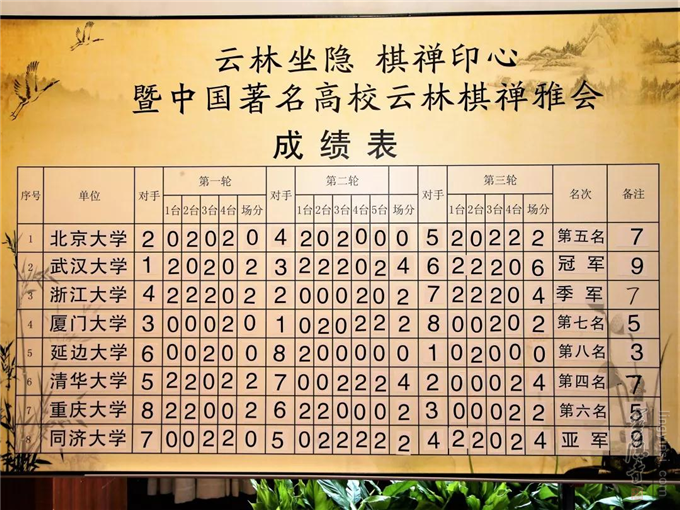 云林坐隐 棋禅印心
暨中国著名高校云林棋禅雅会
成绩表
序号 单位 对手 第一轮 对手 第二轮 对手 第三轮 名次 备注
1台 2台 3台 4台 场分 1台 2台 3台 4台 5台 场分 1台 2台 3台 4台 场分
1 北京大学 2 0 2 0 2 0 4 2 0 2 0 0 0 5 2 0 2 2 2 第五名 7
2 武汉大学 1 2 0 2 0 2 3 2 2 2 0 2 4 6 2 2 2 0 6 冠军 9
3 浙江大学 4 2 2 2 0 2 2 0 0 0 2 0 2 7 2 2 2 0 4 季军 7
4 厦门大学 3 0 0 0 2 0 1 0 2 0 2 2 2 8 0 0 2 0 2 第七名 5
5 延边大学 6 0 0 0 2 0 8 2 0 0 0 0 0 1 0 2 0 0 0 第八名 3
6 清华大学 5 2 2 2 0 2 7 0 0 2 2 2 4 2 0 0 0 2 2 第四名 7
7 重庆大学 8 2 2 0 0 2 6 2 2 0 0 0 2 3 0 0 0 2 2 第六名 5
8 同济大学 7 0 0 2 2 0 5 0 2 2 2 2 2 4 2 2 0 2 4 亚军 9